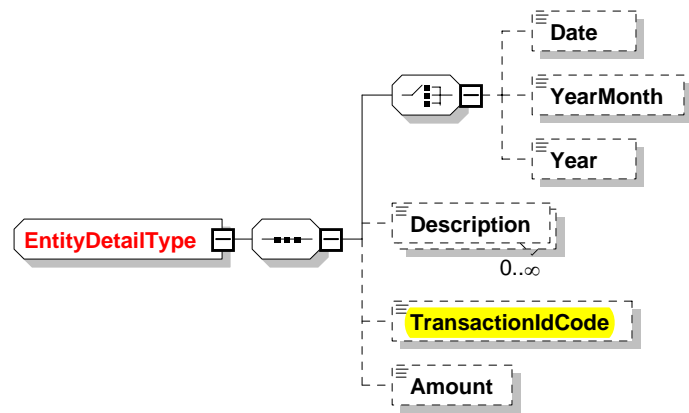 Date
YearMonth
Year
EntityDetailType
Description
0..∞
TransactionIdCode
Amount